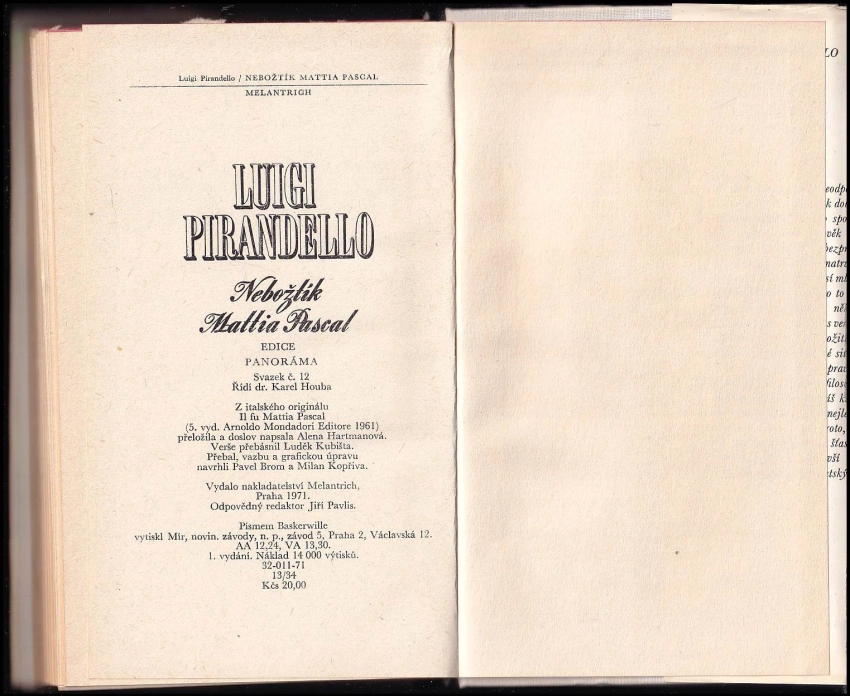 Luigi Pirandello / NEBOŽTÍK MATTIA PASCAL
MELANTRICH
LUIGI
PIRANDELLO
Nebožtík
Mattia Pascal
EDICE
PANORÁMA
Svazek č. 12
Řídí dr. Karel Houba
Z italského originálu
Il fu Mattia Pascal
(5. vyd. Arnoldo Mondadori Editore 1961)
přeložila a doslov napsala Alena Hartmanová.
Verše přebásnil Luděk Kubišta.
Přebal, vazbu a grafickou úpravu
navrhli Pavel Brom a Milan Kopřiva.
Vydalo nakladatelství Melantrich,
Praha 1971.
Odpovědný redaktor Jiří Pavlis.
Písmem Baskerwille
vytiskl Mír, novin. závody, n. p., závod 5, Praha 2, Václavská 12.
AA 12,24, VA 13,30.
1. vydání. Náklad 14 000 výtisků.
32-011-71
13/34
Kčs 20,00